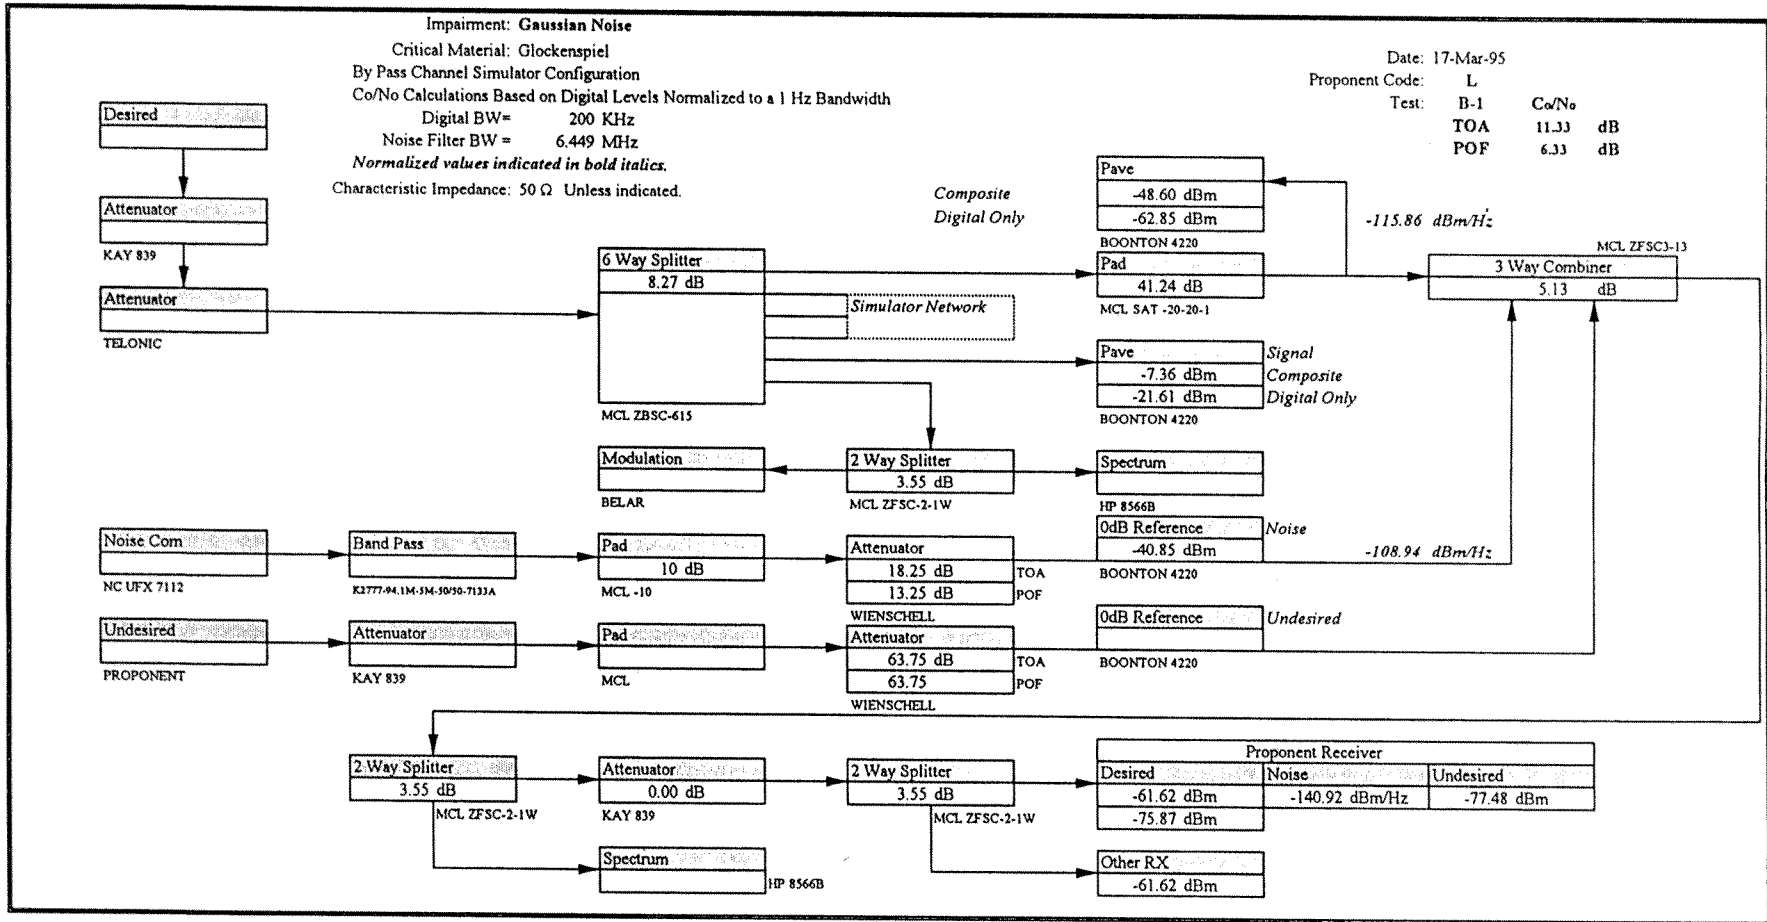 Impairment: Gaussian Noise
Critical Material: Glockenspiel
By Pass Channel Simulator Configuration
Co/No Calculations Based on Digital Levels Normalized to a 1 Hz Bandwidth
Digital BW= 200 KHz
Noise Filter BW = 6.449 MHz
Normalized values indicated in bold italics.
Characteristic Impedance: 50 Ω Unless indicated.
Date: 17-Mar-95
Proponent Code: L
Test: B-1 Co/No
TOA 11.33 dB
POF 6.33 dB
Desired
Attenuator
KAY 839
Attenuator
TELONIC
6 Way Splitter
8.27 dB
MCL ZBSC-615
Simulator Network
Composite
Digital Only
Pave
-48.60 dBm
-62.85 dBm
BOONTON 4220
-115.86 dBm/Hz
Pad
41.24 dB
MCL SAT -20-20-1
MCL ZFSC3-13
3 Way Combiner
5.13 dB
Pave
Signal
-7.36 dBm
Composite
-21.61 dBm
Digital Only
BOONTON 4220
Modulation
BELAR
2 Way Splitter
3.55 dB
MCL ZFSC-2-1W
Spectrum
HP 8566B
Noise Com
NC UFX 7112
Band Pass
K2777-94.1M-5M-50/50-7133A
Pad
10 dB
MCL -10
Attenuator
18.25 dB TOA
13.25 dB POF
WIENSCHELL
0dB Reference
Noise
-40.85 dBm
BOONTON 4220
-108.94 dBm/Hz
Undesired
PROPONENT
Attenuator
KAY 839
Pad
MCL
Attenuator
63.75 dB TOA
63.75 POF
WIENSCHELL
0dB Reference
Undesired
BOONTON 4220
2 Way Splitter
3.55 dB
MCL ZFSC-2-1W
Attenuator
0.00 dB
KAY 839
2 Way Splitter
3.55 dB
MCL ZFSC-2-1W
Proponent Receiver
Desired Noise Undesired
-61.62 dBm -140.92 dBm/Hz -77.48 dBm
-75.87 dBm
Spectrum
HP 8566B
Other RX
-61.62 dBm